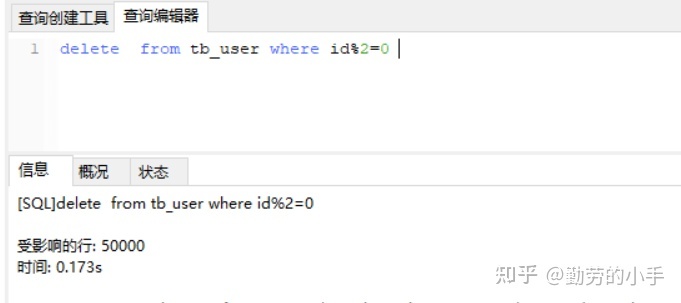 查询创建工具 查询编辑器
1 delete  from tb_user where id%2=0
信息 概况 状态
[SQL]delete  from tb_user where id%2=0
受影响的行: 50000
时间: 0.173s
知乎 @勤劳的小手